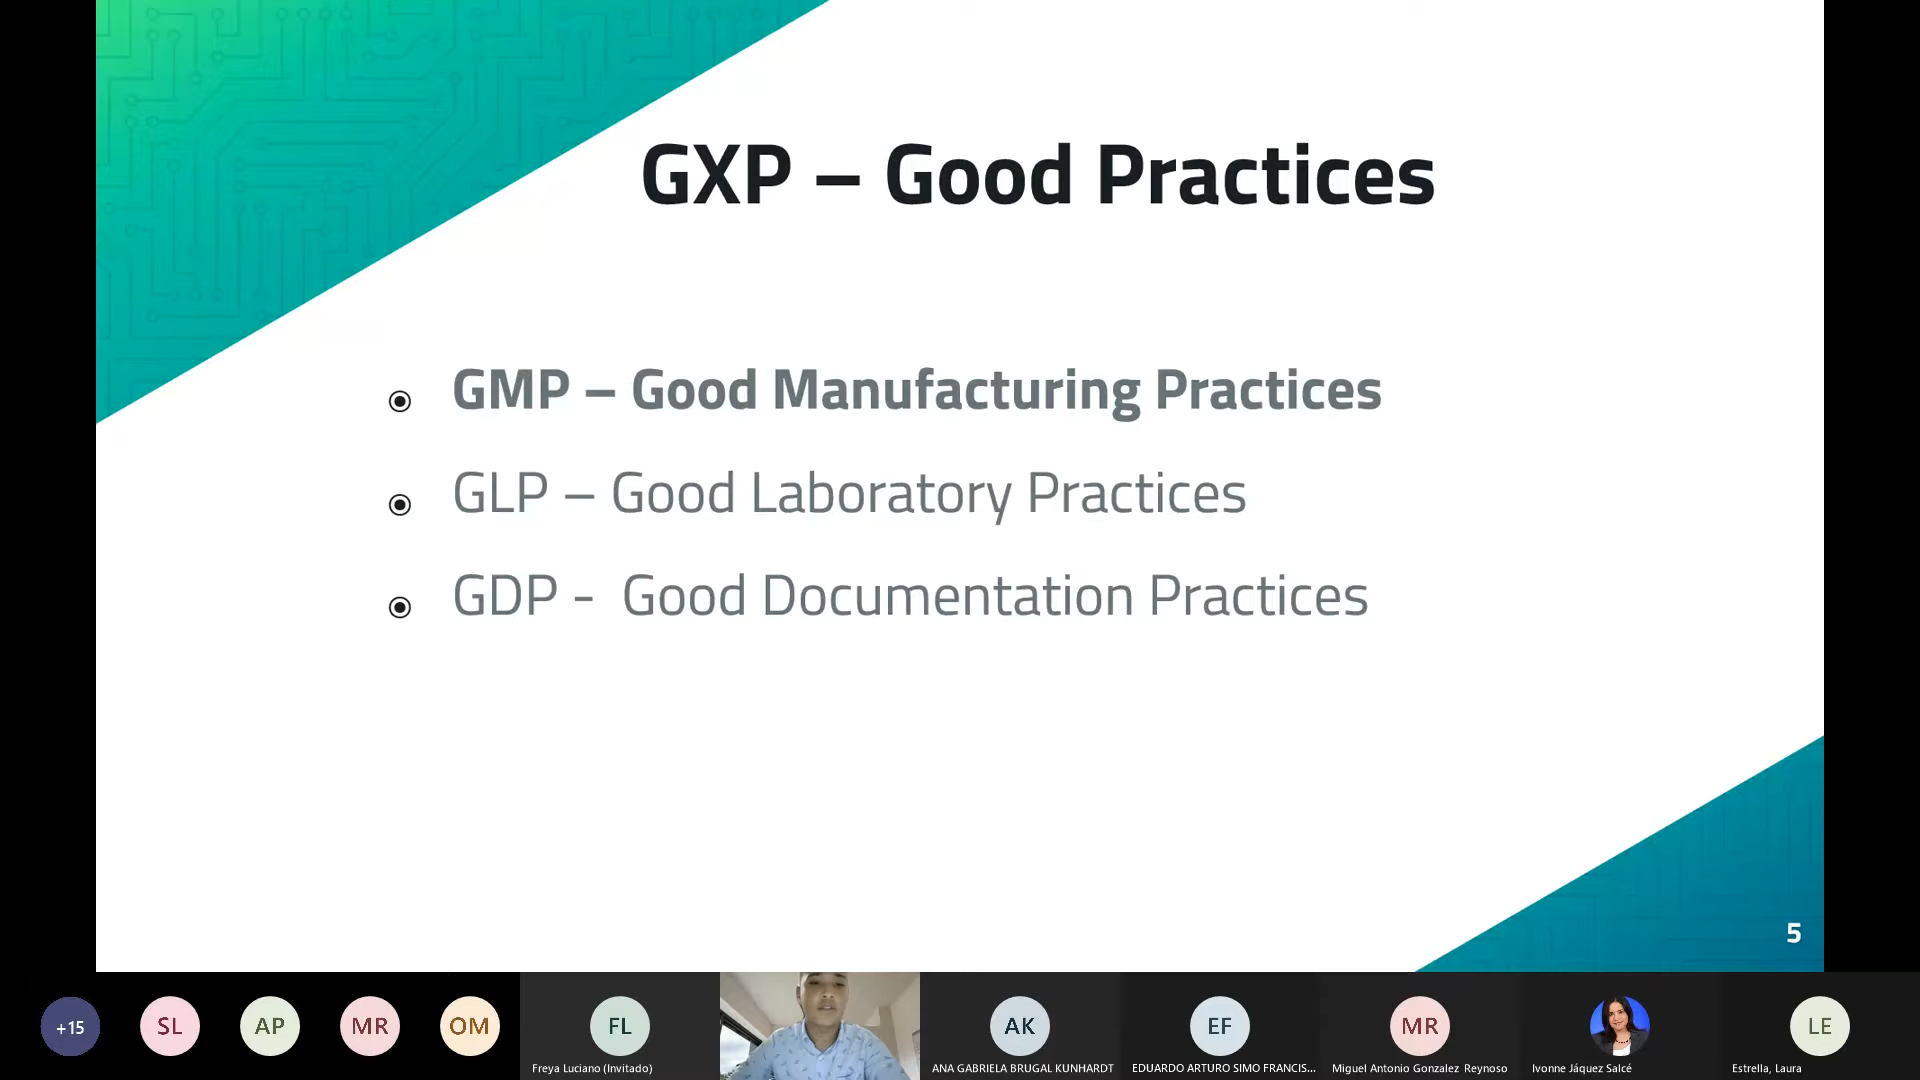 GXP – Good Practices
GMP – Good Manufacturing Practices
GLP – Good Laboratory Practices
GDP - Good Documentation Practices
5
+15
SL
AP
MR
OM
FL
AK
EF
MR
LE
Freya Luciano (Invitado)
ANA GABRIELA BRUGAL KUNHARDT
EDUARDO ARTURO SIMO FRANCIS...
Miguel Antonio Gonzalez Reynoso
Ivonne Jáquez Salcé
Estrella, Laura